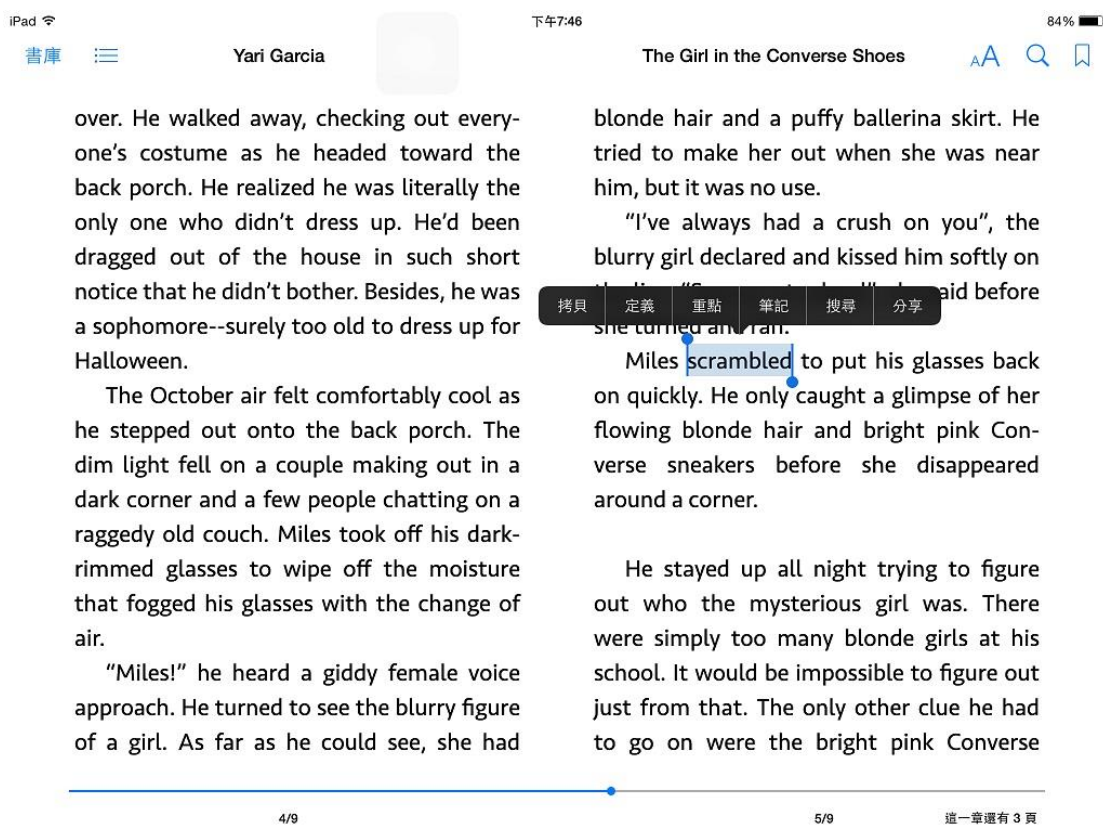 iPad 下午7:46 84%
書庫 Yari Garcia The Girl in the Converse Shoes AA
over. He walked away, checking out every-
one’s costume as he headed toward the
back porch. He realized he was literally the
only one who didn’t dress up. He’d been
dragged out of the house in such short
notice that he didn’t bother. Besides, he was
a sophomore--surely too old to dress up for
Halloween.
The October air felt comfortably cool as
he stepped out onto the back porch. The
dim light fell on a couple making out in a
dark corner and a few people chatting on a
raggedy old couch. Miles took off his dark-
rimmed glasses to wipe off the moisture
that fogged his glasses with the change of
air.
“Miles!” he heard a giddy female voice
approach. He turned to see the blurry figure
of a girl. As far as he could see, she had
blonde hair and a puffy ballerina skirt. He
tried to make her out when she was near
him, but it was no use.
“I’ve always had a crush on you”, the
blurry girl declared and kissed him softly on
aid before
拷貝 定義 重點 筆記 搜尋 分享
she turned and ran.
Miles scrambled to put his glasses back
on quickly. He only caught a glimpse of her
flowing blonde hair and bright pink Con-
verse sneakers before she disappeared
around a corner.
He stayed up all night trying to figure
out who the mysterious girl was. There
were simply too many blonde girls at his
school. It would be impossible to figure out
just from that. The only other clue he had
to go on were the bright pink Converse
4/9 5/9 這一章還有 3 頁